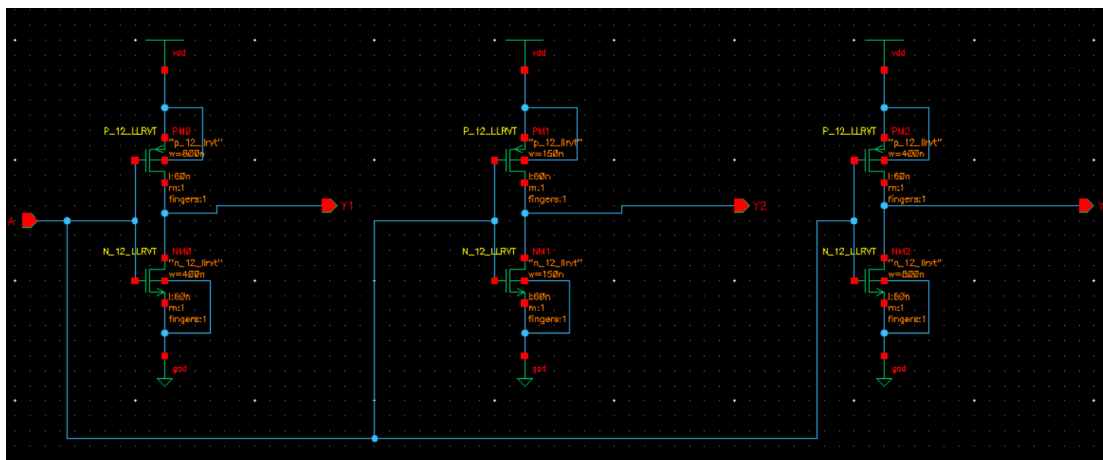 vdd
P_12_LLRVT PM0
"p_12_llrvt"
w=800n
l:60n
m:1
fingers:1
A
Y1
N_12_LLRVT NM0
"n_12_llrvt"
w=400n
l:60n
m:1
fingers:1
gnd
vdd
P_12_LLRVT PM1
"p_12_llrvt"
w=150n
l:60n
m:1
fingers:1
Y2
N_12_LLRVT NM1
"n_12_llrvt"
w=150n
l:60n
m:1
fingers:1
gnd
vdd
P_12_LLRVT PM2
"p_12_llrvt"
w=400n
l:60n
m:1
fingers:1
N_12_LLRVT NM2
"n_12_llrvt"
w=800n
l:60n
m:1
fingers:1
gnd